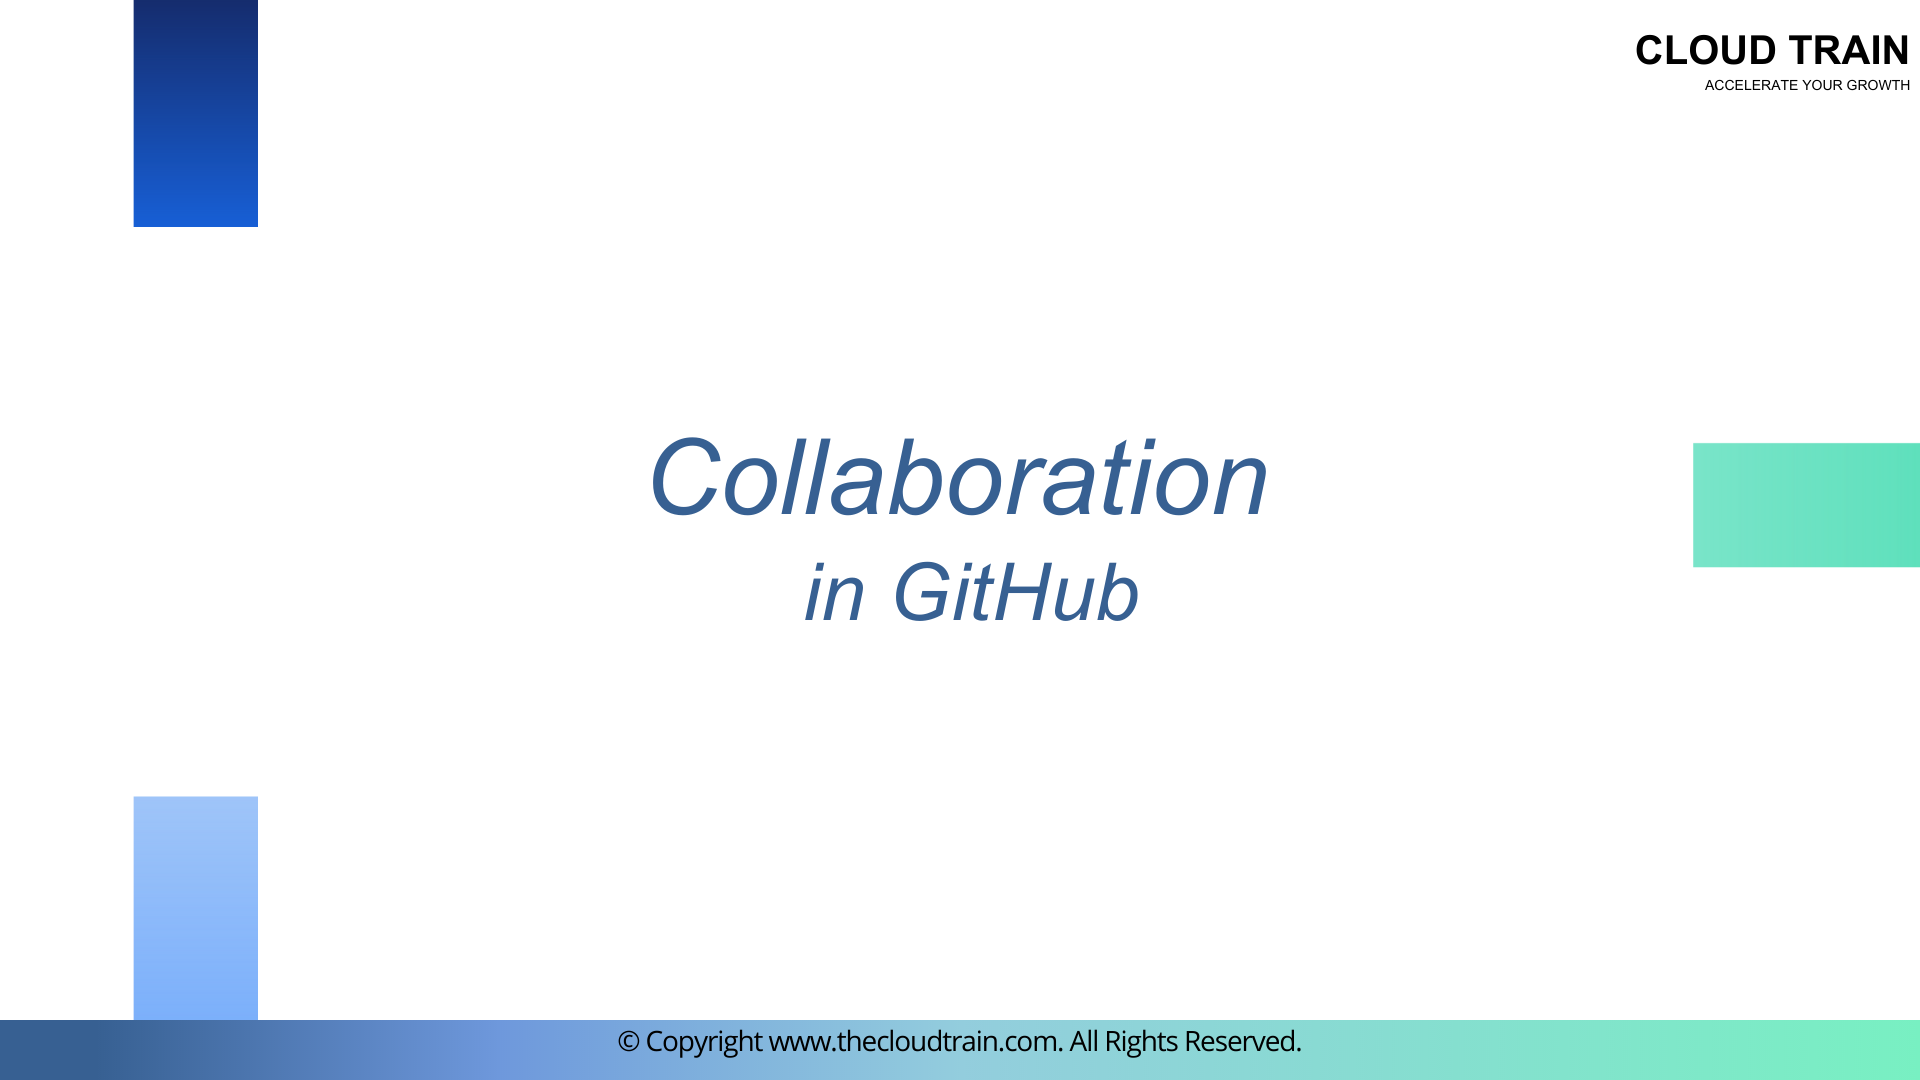 CLOUD TRAIN
ACCELERATE YOUR GROWTH
Collaboration
in GitHub
© Copyright www.thecloudtrain.com. All Rights Reserved.